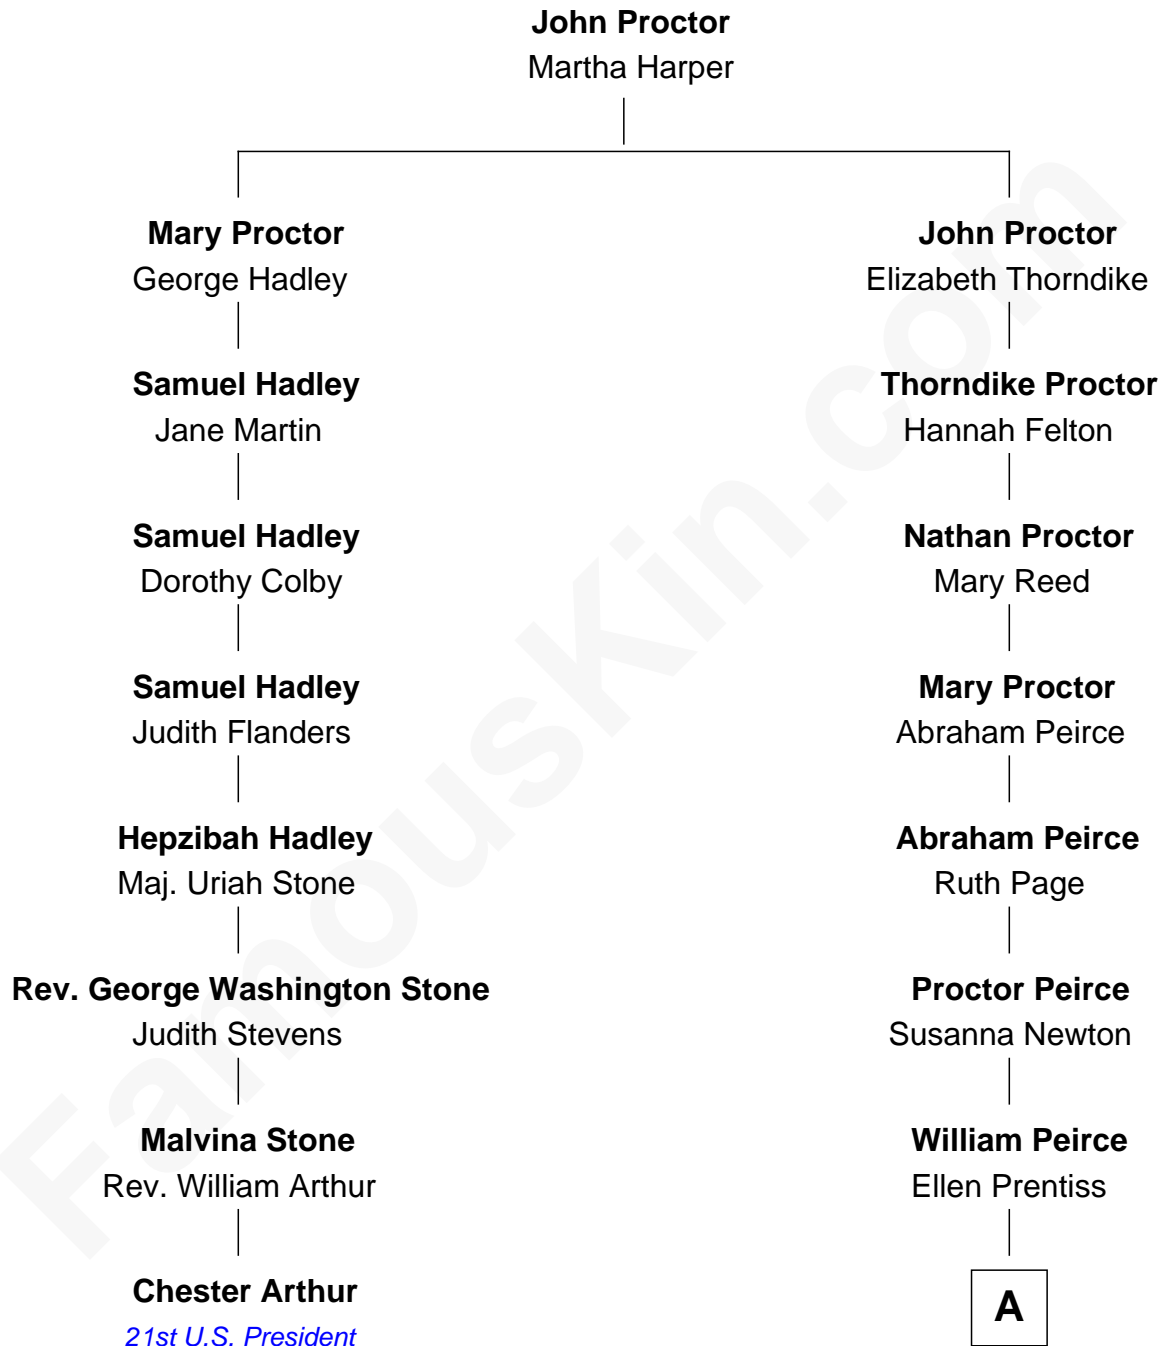 John Proctor
Martha Harper
Mary Proctor
George Hadley
John Proctor
Elizabeth Thorndike
Samuel Hadley
Jane Martin
Thorndike Proctor
Hannah Felton
Samuel Hadley
Dorothy Colby
Nathan Proctor
Mary Reed
Samuel Hadley
Judith Flanders
Mary Proctor
Abraham Peirce
Hepzibah Hadley
Maj. Uriah Stone
Abraham Peirce
Ruth Page
Rev. George Washington Stone
Judith Stevens
Proctor Peirce
Susanna Newton
Malvina Stone
Rev. William Arthur
William Peirce
Ellen Prentiss
Chester Arthur
21st U.S. President
A
FamousKin.com